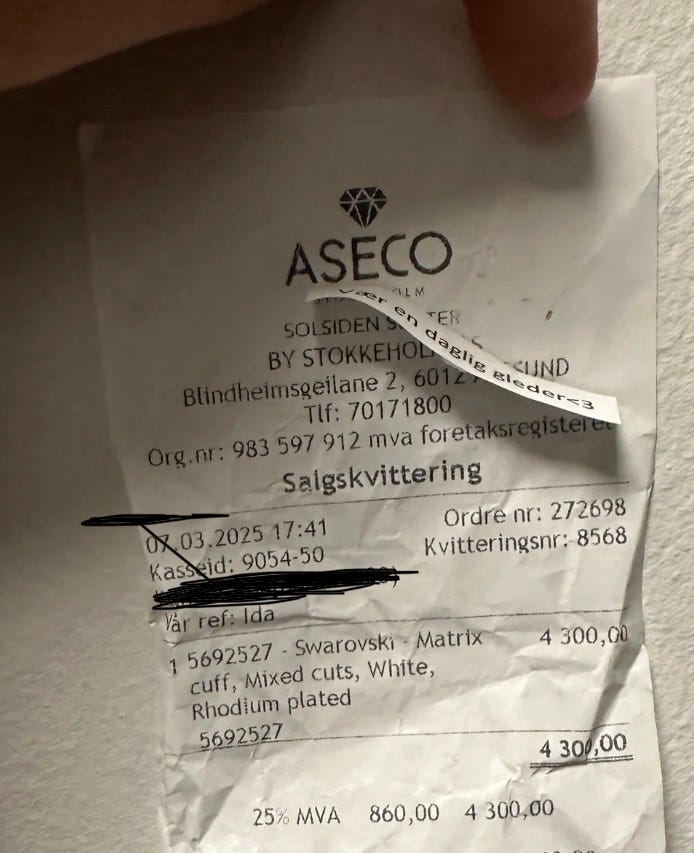 ASECO
SOLSIDEN
BY
Vær en daglig gleder<3
Blindheimsgeilane 2, 6012
Tlf: 70171800
Org.nr: 983 597 912 mva foretaksregisteret
Salgskvittering
07.03.2025 17:41 Ordre nr: 272698
Kasseid: 9054-50 Kvitteringsnr: 8568
Vår ref: Ida
1 5692527 - Swarovski - Matrix 4 300,00
cuff, Mixed cuts, White,
Rhodium plated
5692527
4 300,00
25% MVA 860,00 4 300,00